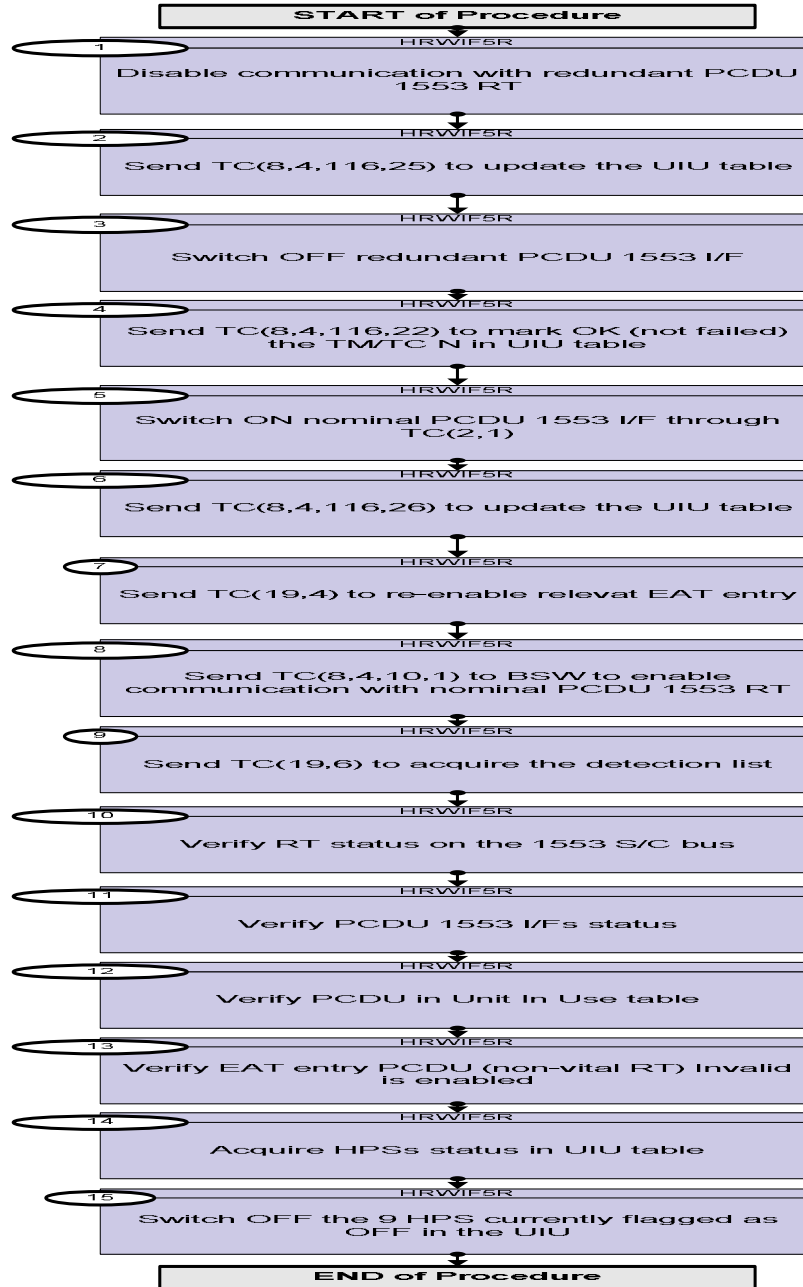 START of Procedure
HRWIF5R
1
Disable communication with redundant PCDU
1553 RT
HRWIF5R
2
Send TC(8,4,116,25) to update the UIU table
HRWIF5R
3
Switch OFF redundant PCDU 1553 I/F
HRWIF5R
4
Send TC(8,4,116,22) to mark OK (not failed)
the TM/TC N in UIU table
HRWIF5R
5
Switch ON nominal PCDU 1553 I/F through
TC(2,1)
HRWIF5R
6
Send TC(8,4,116,26) to update the UIU table
HRWIF5R
7
Send TC(19,4) to re-enable relevat EAT entry
HRWIF5R
8
Send TC(8,4,10,1) to BSW to enable
communication with nominal PCDU 1553 RT
HRWIF5R
9
Send TC(19,6) to acquire the detection list
HRWIF5R
10
Verify RT status on the 1553 S/C bus
HRWIF5R
11
Verify PCDU 1553 I/Fs status
HRWIF5R
12
Verify PCDU in Unit In Use table
HRWIF5R
13
Verify EAT entry PCDU (non-vital RT) Invalid
is enabled
HRWIF5R
14
Acquire HPSs status in UIU table
HRWIF5R
15
Switch OFF the 9 HPS currently flagged as
OFF in the UIU
END of Procedure